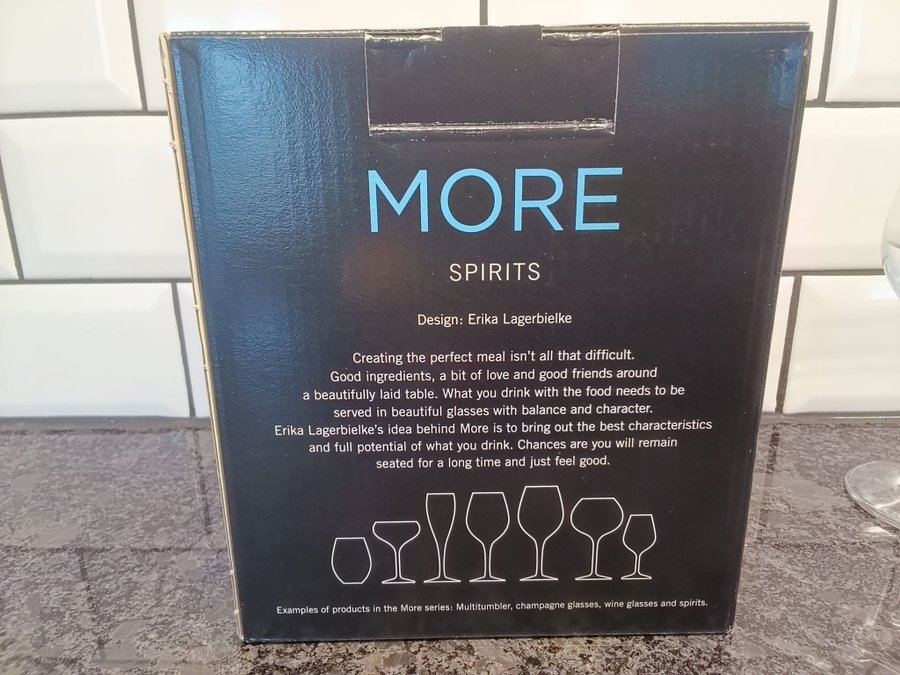 MORE
SPIRITS
Design: Erika Lagerbielke
Creating the perfect meal isn't all that difficult.
Good ingredients, a bit of love and good friends around
a beautifully laid table. What you drink with the food needs to be
served in beautiful glasses with balance and character.
Erika Lagerbielke's idea behind More is to bring out the best characteristics
and full potential of what you drink. Chances are you will remain
seated for a long time and just feel good.
Examples of products in the More series: Multitumbler, champagne glasses, wine glasses and spirits.